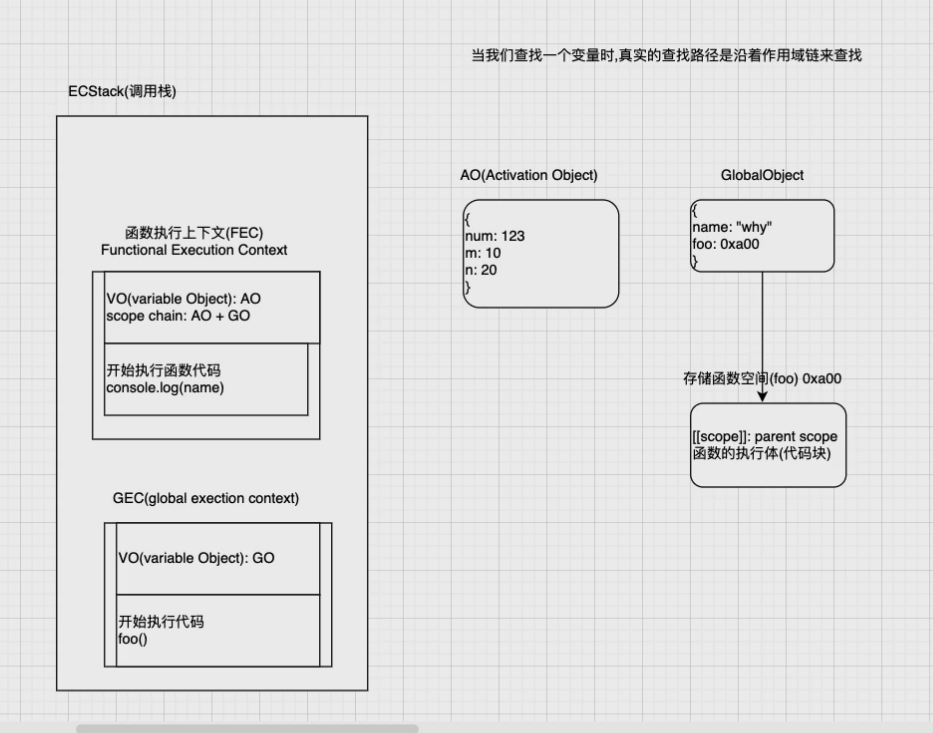 当我们查找一个变量时,真实的查找路径是沿着作用域链来查找
ECStack(调用栈)
函数执行上下文(FEC)
Functional Execution Context
VO(variable Object): AO
scope chain: AO + GO
开始执行函数代码
console.log(name)
GEC(global exection context)
VO(variable Object): GO
开始执行代码
foo()
AO(Activation Object)
{
num: 123
m: 10
n: 20
}
GlobalObject
{
name: "why"
foo: 0xa00
}
存储函数空间(foo) 0xa00
[[scope]]: parent scope
函数的执行体(代码块)